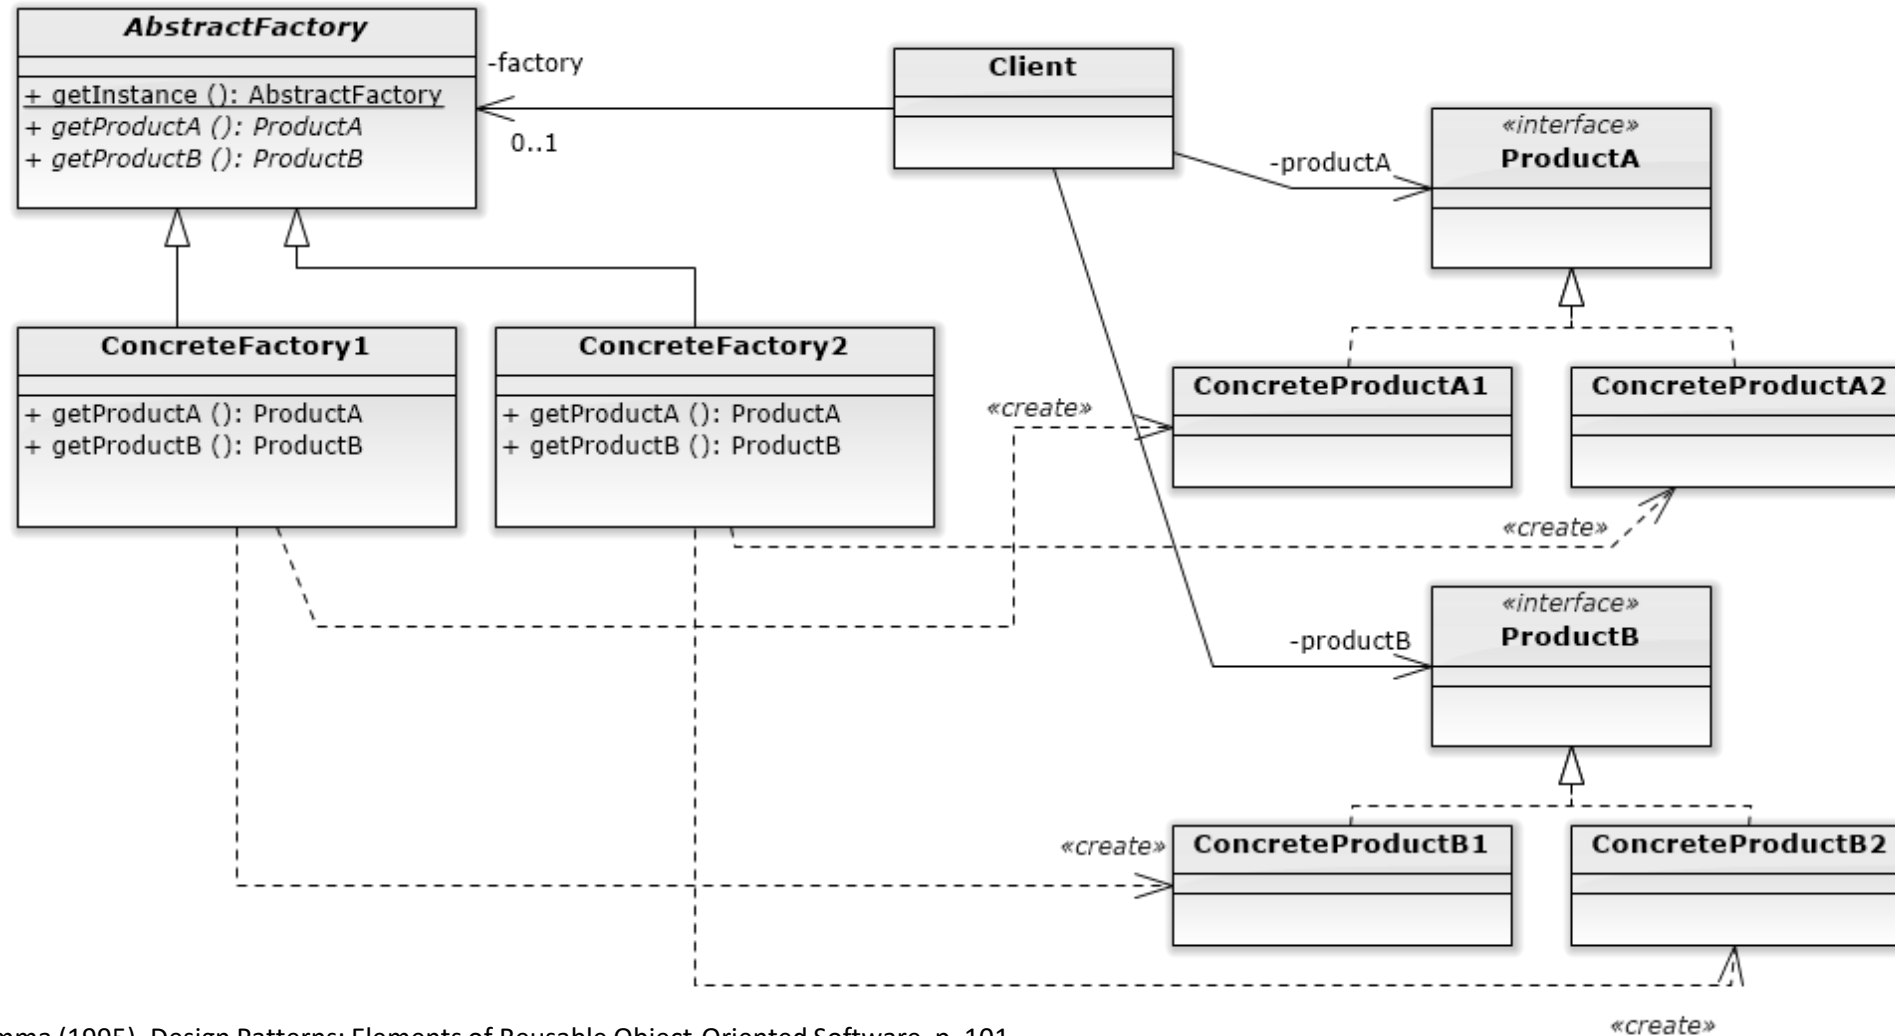 AbstractFactory
+ getInstance (): AbstractFactory
+ getProductA (): ProductA
+ getProductB (): ProductB
-factory
0..1
Client
-productA
«interface»
ProductA
ConcreteFactory1
+ getProductA (): ProductA
+ getProductB (): ProductB
ConcreteFactory2
+ getProductA (): ProductA
+ getProductB (): ProductB
«create»
ConcreteProductA1
ConcreteProductA2
«create»
-productB
«interface»
ProductB
«create»
ConcreteProductB1
ConcreteProductB2
«create»
(1995), Design Patterns: Elements of Reusable Object-Oriented Software, p. 101